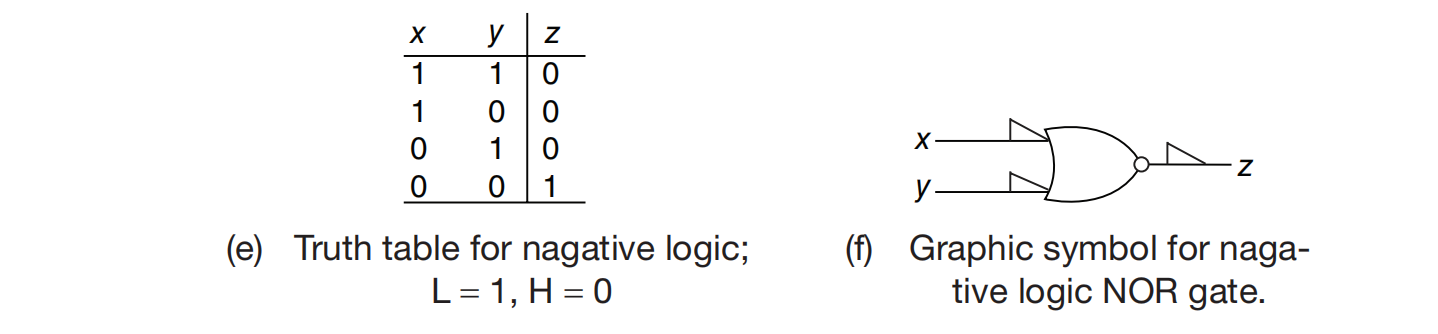 x y z
1 1 0
1 0 0
0 1 0
0 0 1
(e) Truth table for nagative logic;
L = 1, H = 0
x
y
z
(f) Graphic symbol for naga-
tive logic NOR gate.